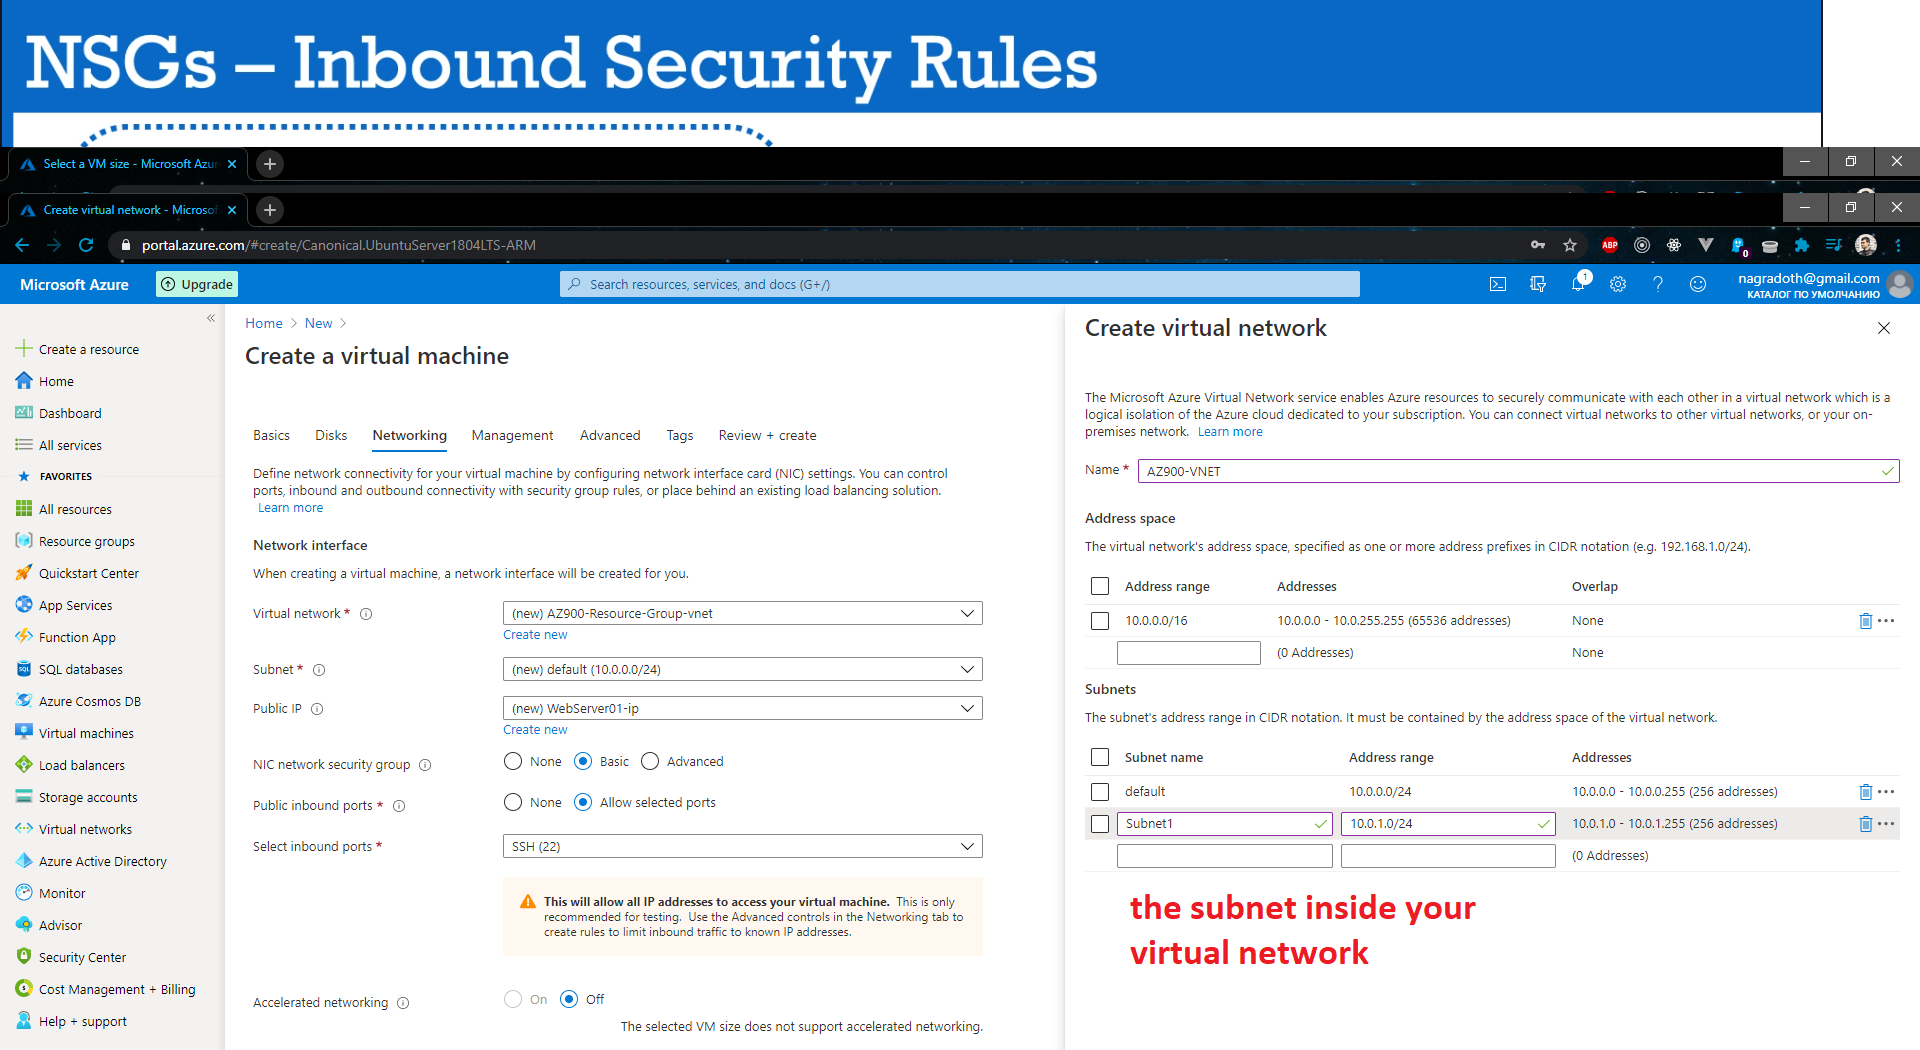 NSGs – Inbound Security Rules
Select a VM size - Microsoft Azur
Create virtual network - Microsof
portal.azure.com/#create/Canonical.UbuntuServer1804LTS-ARM
ABP
0
Microsoft Azure
Upgrade
Search resources, services, and docs (G+/)
1
nagradoth@gmail.com
КАТАЛОГ ПО УМОЛЧАНИЮ
Create a resource
Home
Dashboard
All services
FAVORITES
All resources
Resource groups
Quickstart Center
App Services
Function App
SQL
SQL databases
Azure Cosmos DB
Virtual machines
Load balancers
Storage accounts
Virtual networks
Azure Active Directory
Monitor
Advisor
Security Center
Cost Management + Billing
Help + support
Home > New >
Create a virtual machine
Basics Disks Networking Management Advanced Tags Review + create
Define network connectivity for your virtual machine by configuring network interface card (NIC) settings. You can control
ports, inbound and outbound connectivity with security group rules, or place behind an existing load balancing solution.
Learn more
Network interface
When creating a virtual machine, a network interface will be created for you.
Virtual network *
(new) AZ900-Resource-Group-vnet
Create new
Subnet *
(new) default (10.0.0.0/24)
Public IP
(new) WebServer01-ip
Create new
NIC network security group
None Basic Advanced
Public inbound ports *
None Allow selected ports
Select inbound ports *
SSH (22)
This will allow all IP addresses to access your virtual machine. This is only
recommended for testing. Use the Advanced controls in the Networking tab to
create rules to limit inbound traffic to known IP addresses.
Accelerated networking
On Off
The selected VM size does not support accelerated networking.
Create virtual network
The Microsoft Azure Virtual Network service enables Azure resources to securely communicate with each other in a virtual network which is a
logical isolation of the Azure cloud dedicated to your subscription. You can connect virtual networks to other virtual networks, or your on-
premises network. Learn more
Name * AZ900-VNET
Address space
The virtual network's address space, specified as one or more address prefixes in CIDR notation (e.g. 192.168.1.0/24).
Address range Addresses Overlap
10.0.0.0/16 10.0.0.0 - 10.0.255.255 (65536 addresses) None
(0 Addresses) None
Subnets
The subnet's address range in CIDR notation. It must be contained by the address space of the virtual network.
Subnet name Address range Addresses
default 10.0.0.0/24 10.0.0.0 - 10.0.0.255 (256 addresses)
Subnet1 10.0.1.0/24 10.0.1.0 - 10.0.1.255 (256 addresses)
(0 Addresses)
the subnet inside your
virtual network